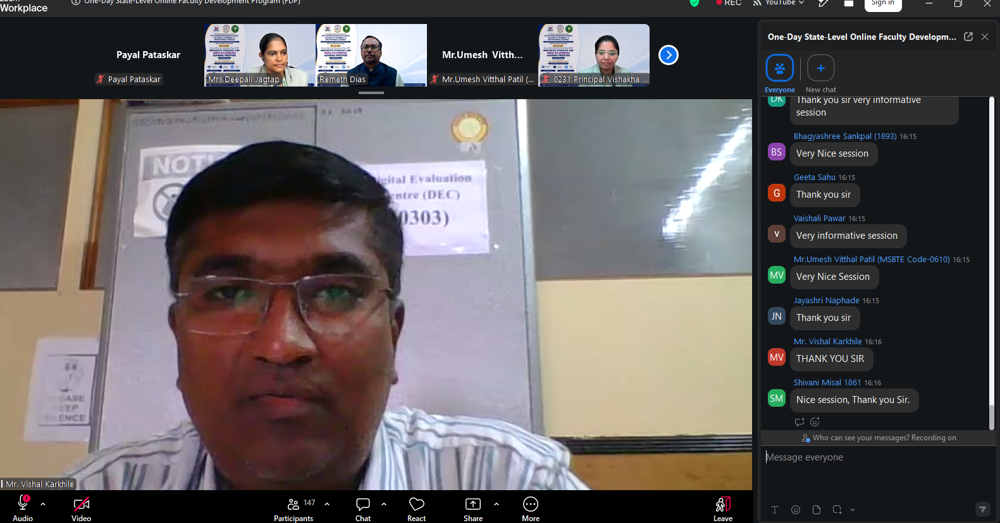 Workplace
One-Day State-Level Online Faculty Development Program (FDP)
REC
YouTube
Sign in
Payal Pataskar
Payal Pataskar
Mrs.Deepali Jagtap
Remeth Dias
Mr.Umesh Vitth...
Mr.Umesh Vitthal Patil (...
0231 Principal Vishakha ...
INNOVATIVE PEDAGOGY AND
ACADEMIC PRACTICES
NOTI
igital Evaluation
entre (DEC)
0303)
Mr. Vishal Karkhile
Audio
Video
147
Participants
Chat
React
Share
More
Leave
One-Day State-Level Online Faculty Developm...
Everyone
New chat
DK
Thank you sir very informative
session
Bhagyashree Sankpal (1893) 16:15
BS
Very Nice session
Geeta Sahu 16:15
G
Thank you sir
Vaishali Pawar 16:15
V
Very informative session
Mr.Umesh Vitthal Patil (MSBTE Code-0610) 16:15
MV
Very Nice Session
Jayashri Naphade 16:15
JN
Thank you sir
Mr. Vishal Karkhile 16:16
MV
THANK YOU SIR
Shivani Misal 1861 16:16
SM
Nice session, Thank you Sir.
Who can see your messages? Recording on
Message everyone